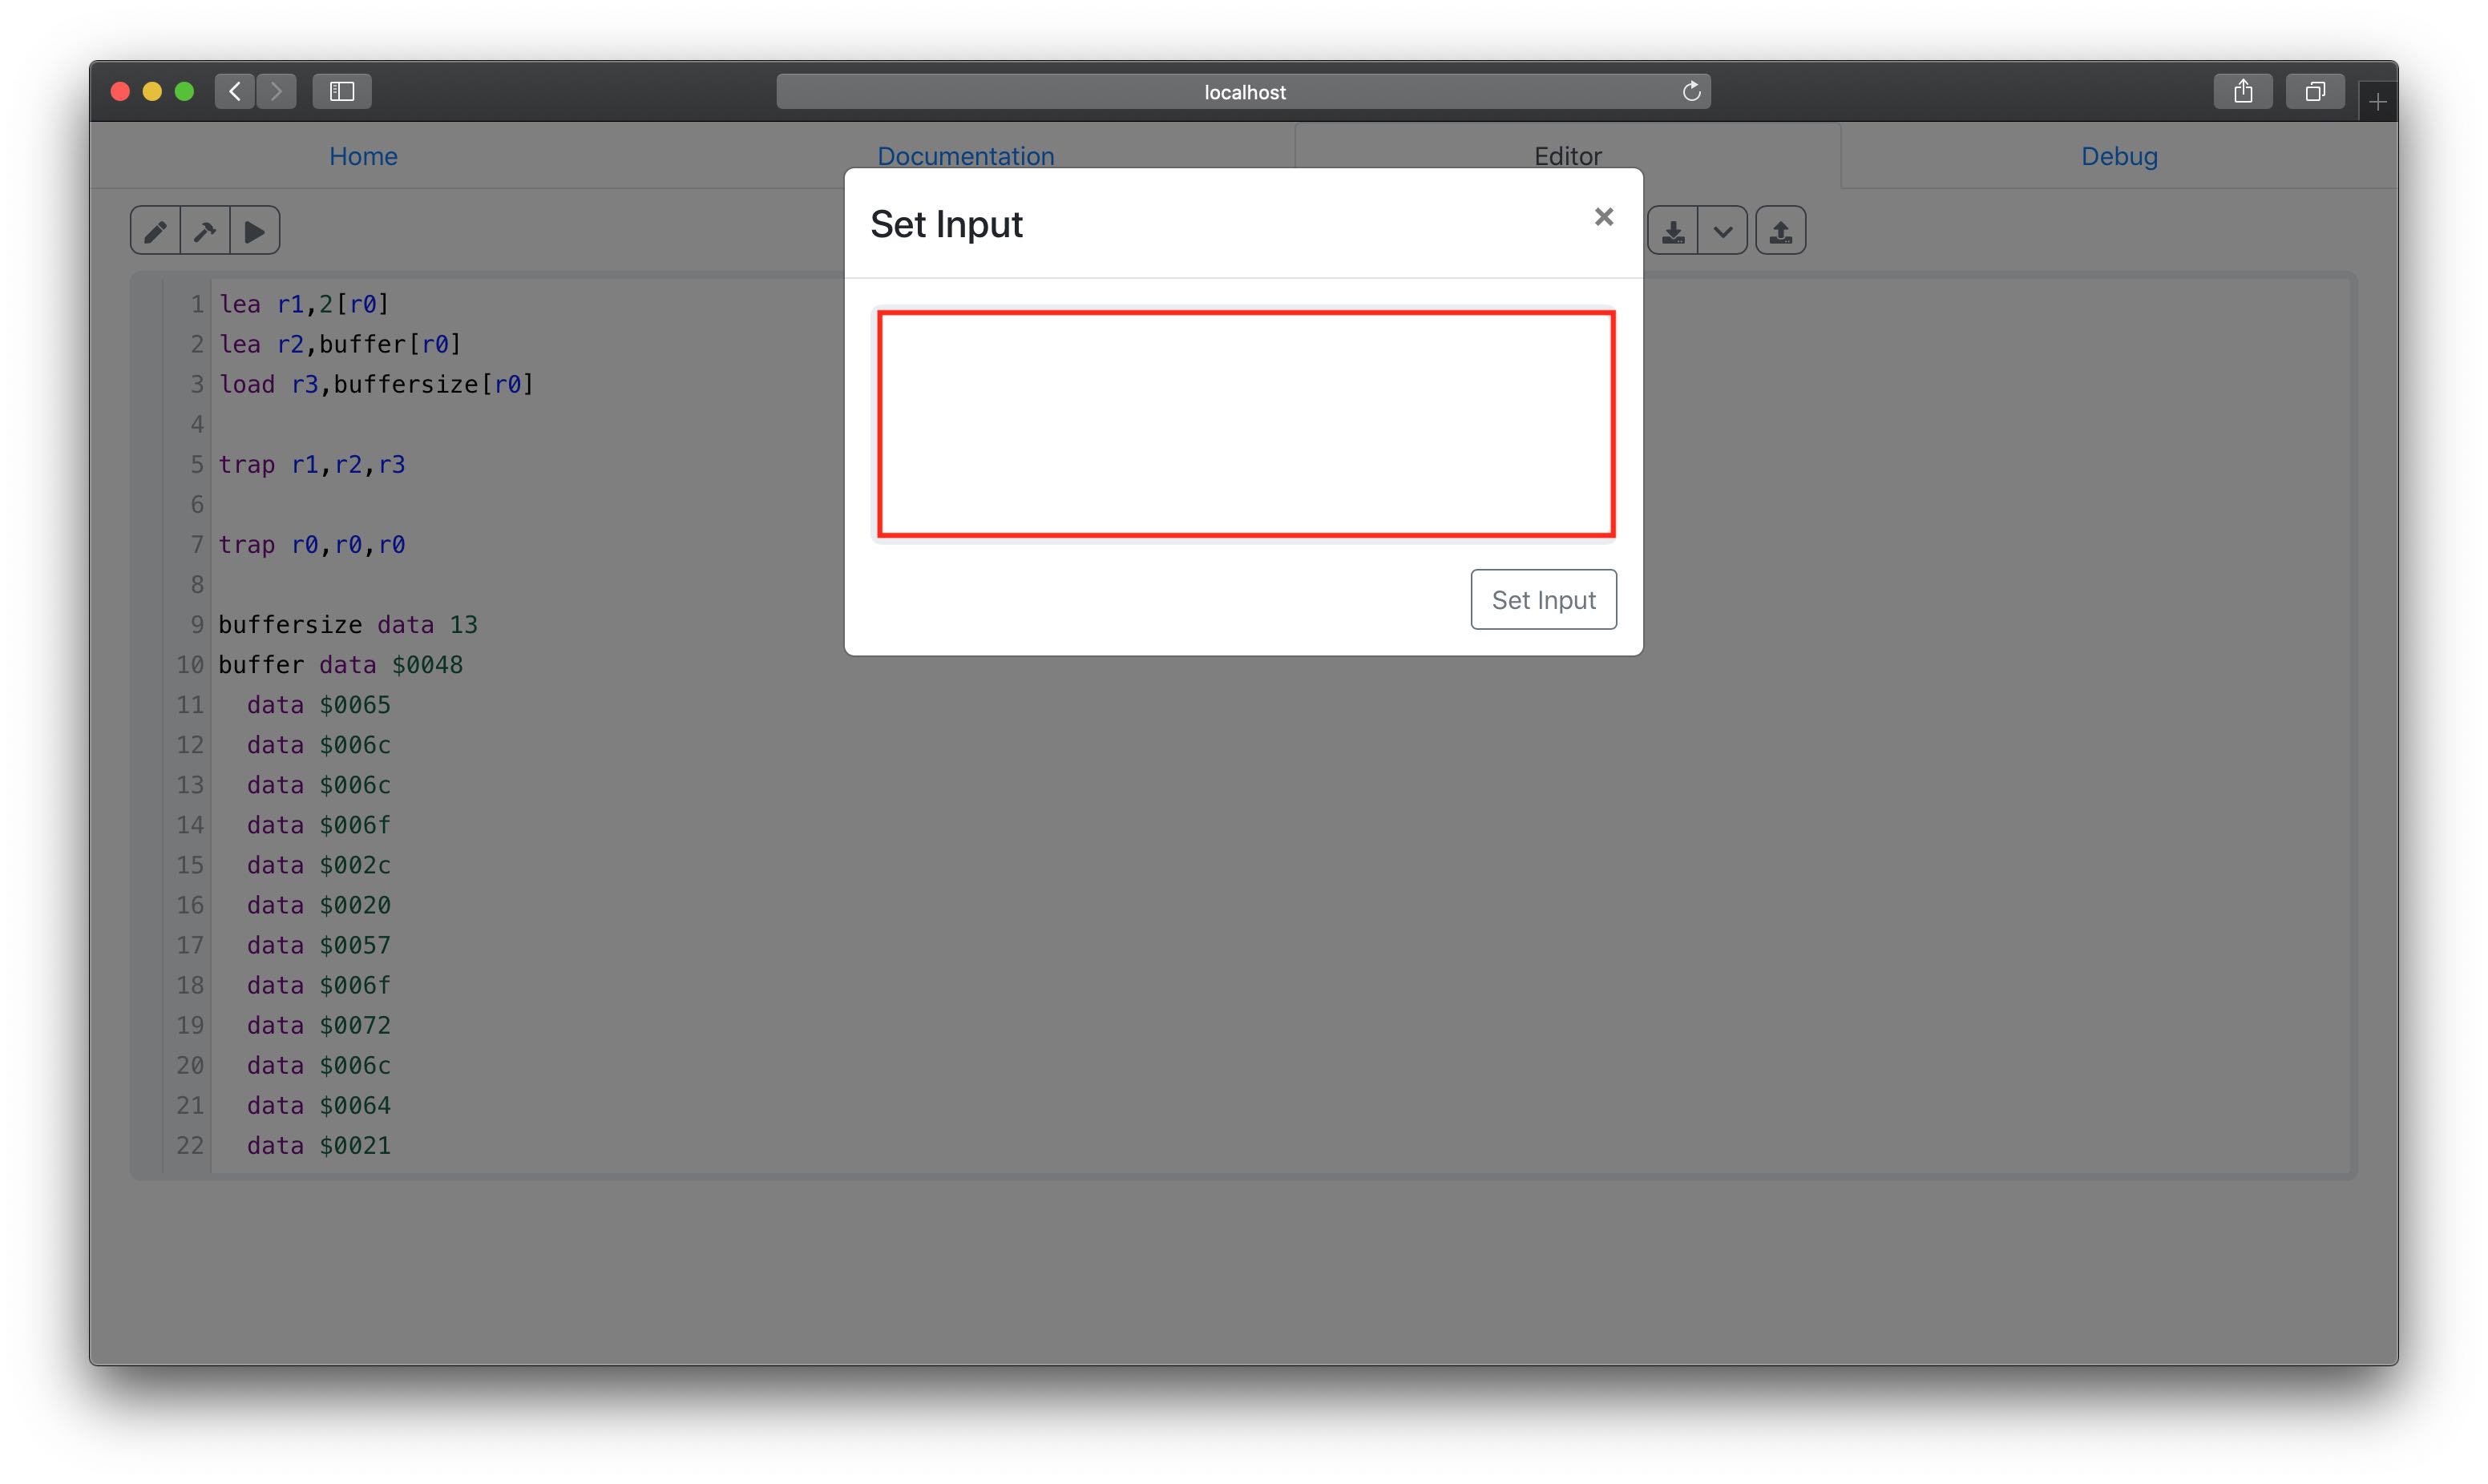 localhost
Home Documentation Editor Debug
Set Input
Set Input
1 lea r1,2[r0]
2 lea r2,buffer[r0]
3 load r3,buffersize[r0]
4
5 trap r1,r2,r3
6
7 trap r0,r0,r0
8
9 buffersize data 13
10 buffer data $0048
11 data $0065
12 data $006c
13 data $006c
14 data $006f
15 data $002c
16 data $0020
17 data $0057
18 data $006f
19 data $0072
20 data $006c
21 data $0064
22 data $0021